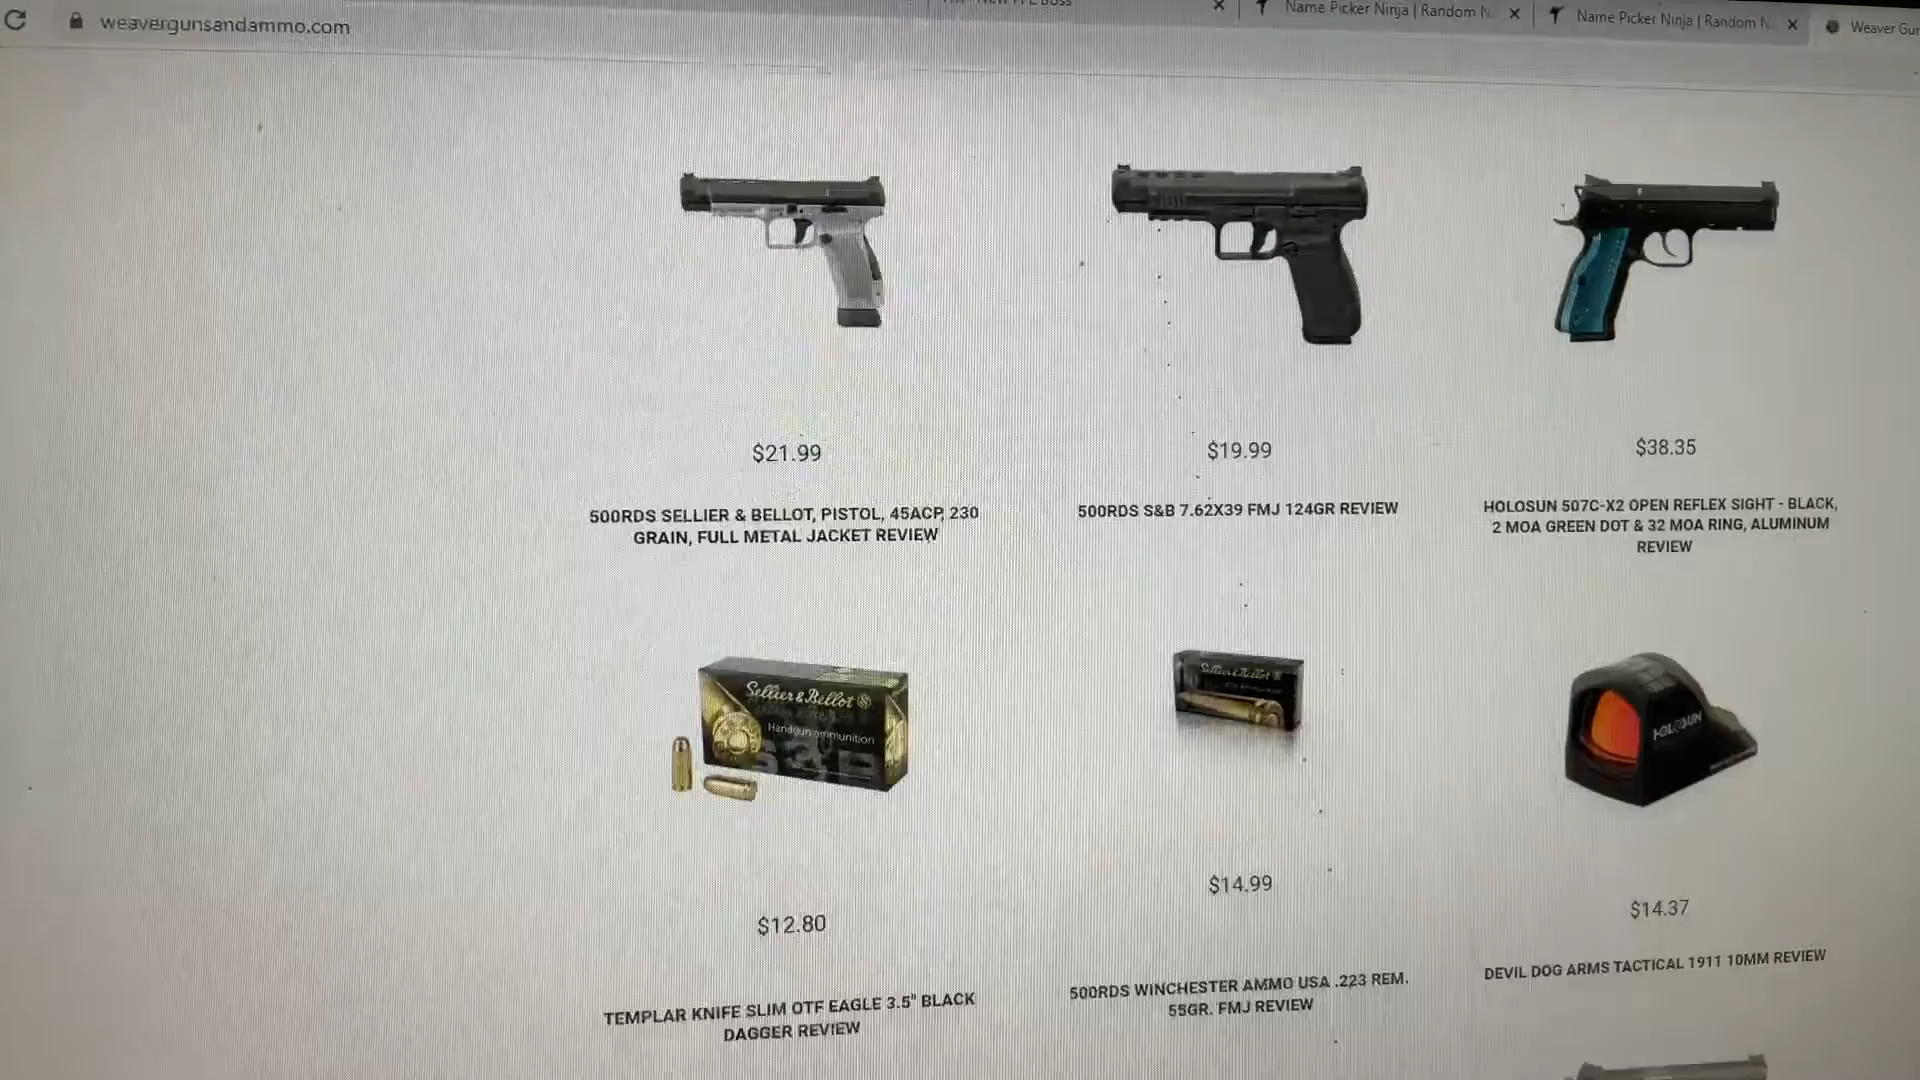 weavergunsandammo.com
Name Picker Ninja | Random N
Name Picker Ninja | Random N
Weaver Gun
$21.99
$19.99
$38.35
500RDS SELLIER & BELLOT, PISTOL, 45ACP, 230
GRAIN, FULL METAL JACKET REVIEW
500RDS S&B 7.62X39 FMJ 124GR REVIEW
HOLOSUN 507C-X2 OPEN REFLEX SIGHT - BLACK,
2 MOA GREEN DOT & 32 MOA RING, ALUMINUM
REVIEW
Sellier & Bellot
Handgun ammunition
Sellier & Bellot
HOLOSUN
$12.80
$14.99
$14.37
TEMPLAR KNIFE SLIM OTF EAGLE 3.5" BLACK
DAGGER REVIEW
500RDS WINCHESTER AMMO USA .223 REM.
55GR. FMJ REVIEW
DEVIL DOG ARMS TACTICAL 1911 10MM REVIEW